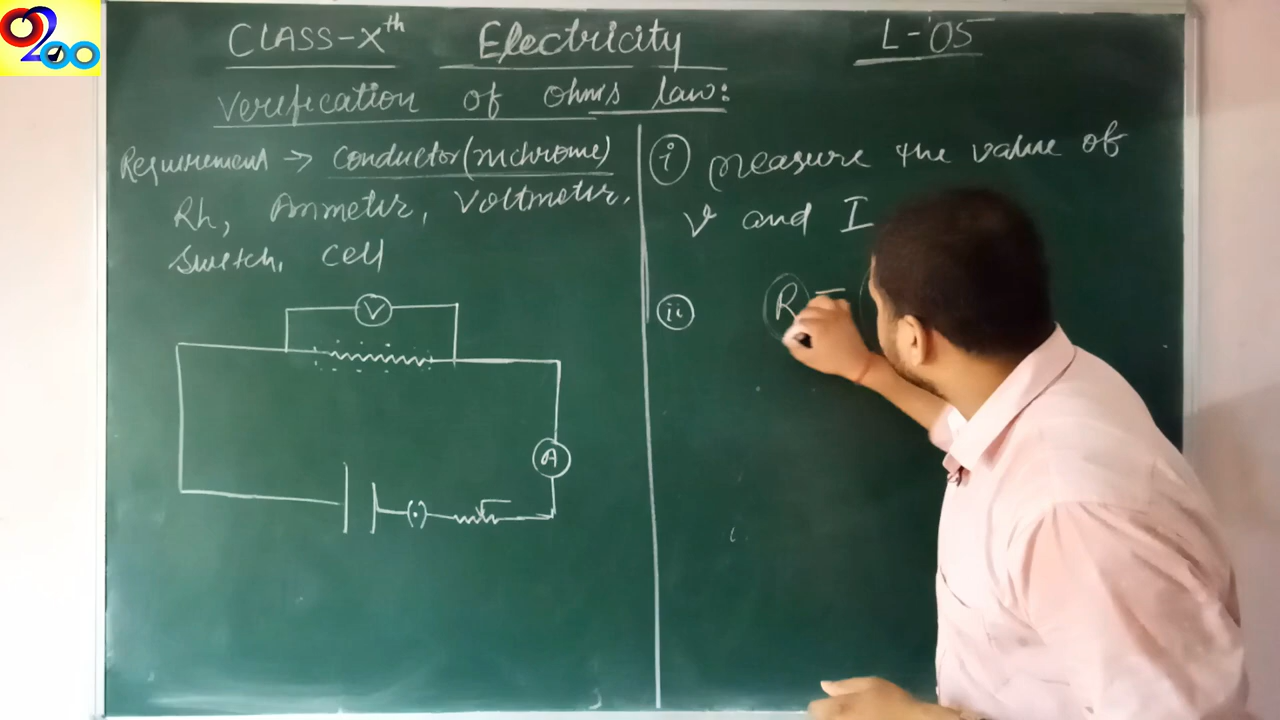 O2OO
CLASS-Xth Electricity L-05
Verification of ohms law:
Requirement → Conductor (nichrome)
Rh, Ammeter, Voltmeter,
Switch, Cell
V
A
(i) measure the value of
V and I
(ii) R =